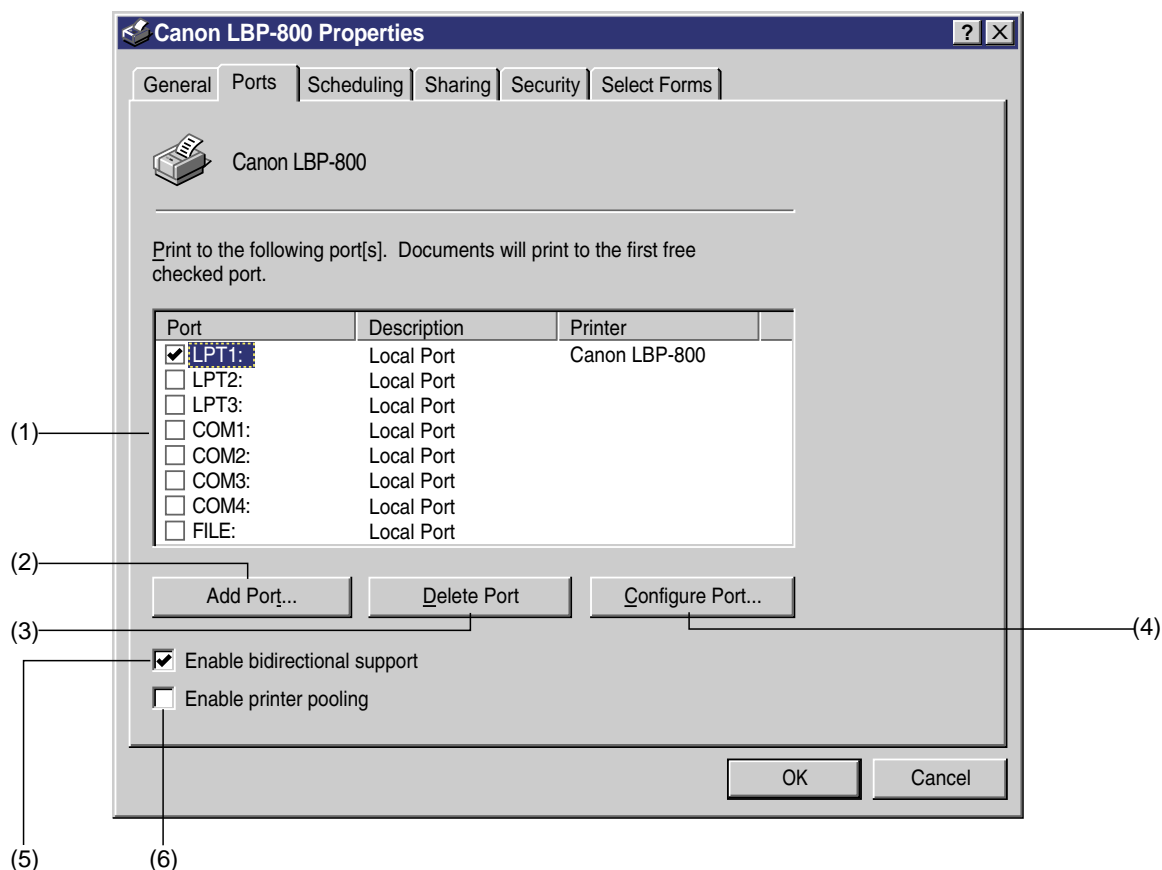 Canon LBP-800 Properties
General Ports Scheduling Sharing Security Select Forms
Canon LBP-800
Print to the following port[s]. Documents will print to the first free
checked port.
Port Description Printer
LPT1: Local Port Canon LBP-800
LPT2: Local Port
LPT3: Local Port
(1) COM1: Local Port
COM2: Local Port
COM3: Local Port
COM4: Local Port
FILE: Local Port
(2)
Add Port... Delete Port Configure Port...
(3) (4)
Enable bidirectional support
Enable printer pooling
OK Cancel
(5) (6)